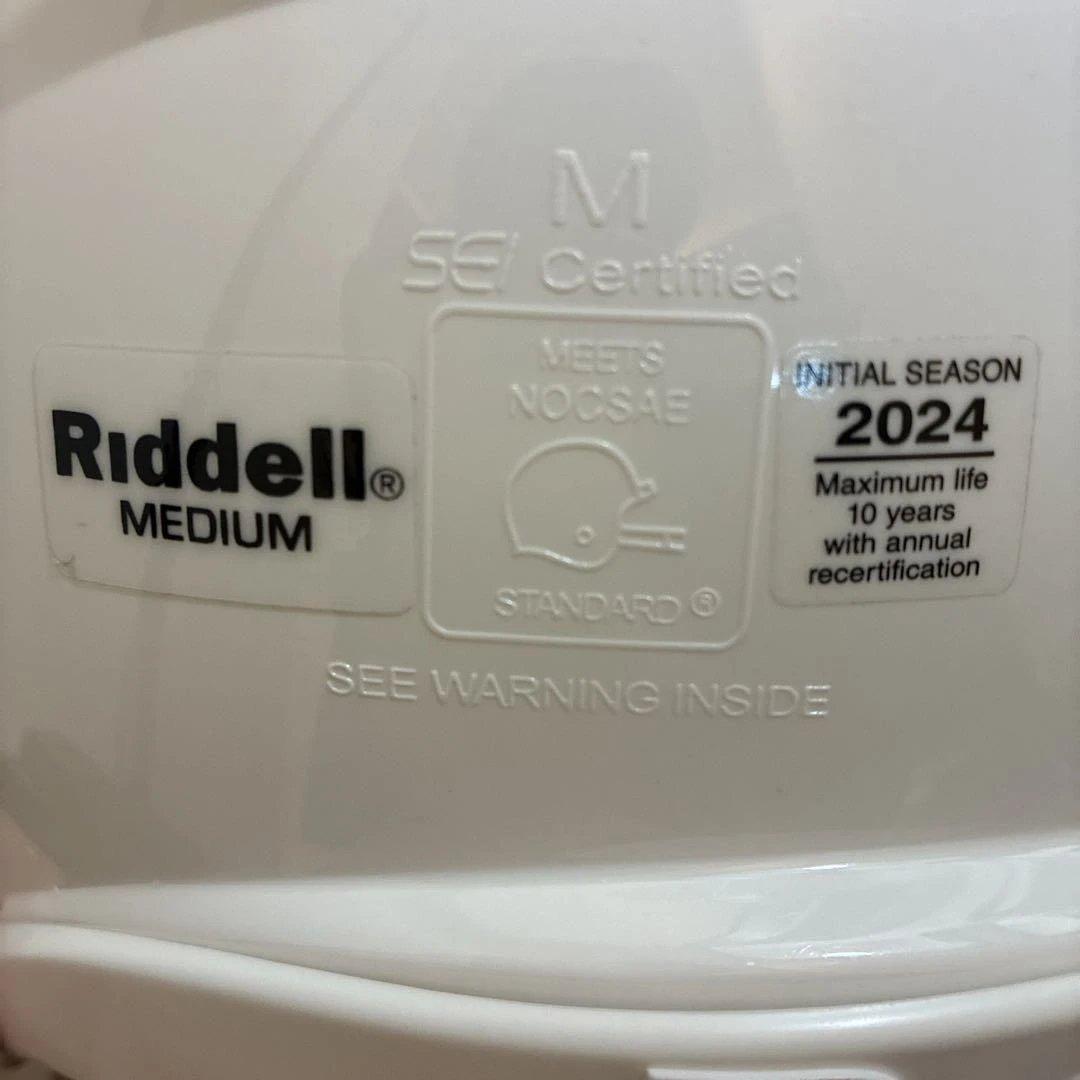 M
SEI Certified
Riddell®
MEDIUM
MEETS
NOCSAE
STANDARD®
INITIAL SEASON
2024
Maximum life
10 years
with annual
recertification
SEE WARNING INSIDE